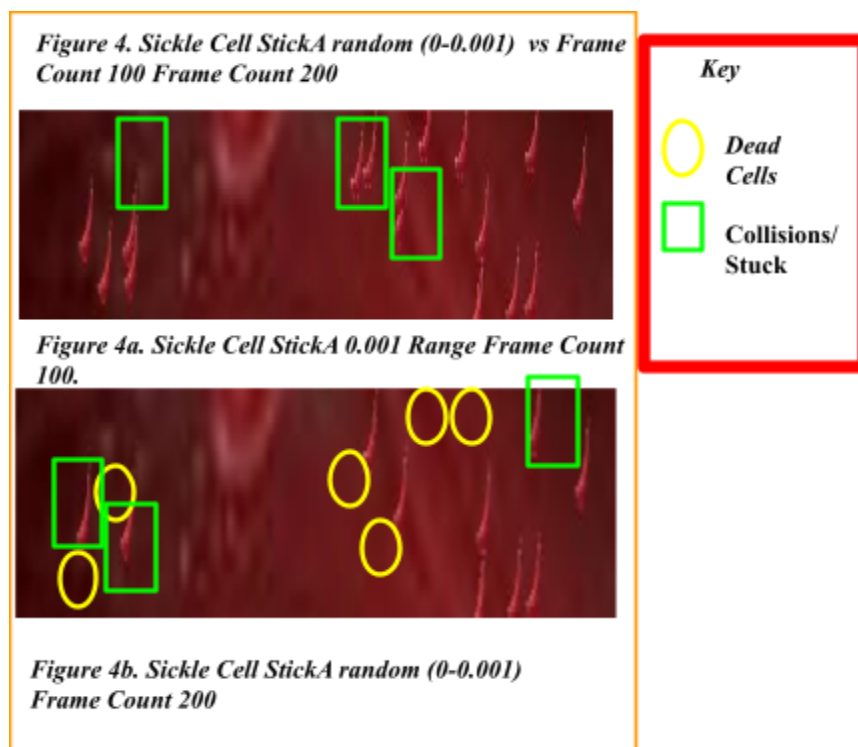 Figure 4. Sickle Cell StickA random (0-0.001) vs Frame
Count 100 Frame Count 200
Key
Dead
Cells
Collisions/
Stuck
Figure 4a. Sickle Cell StickA 0.001 Range Frame Count
100.
Figure 4b. Sickle Cell StickA random (0-0.001)
Frame Count 200